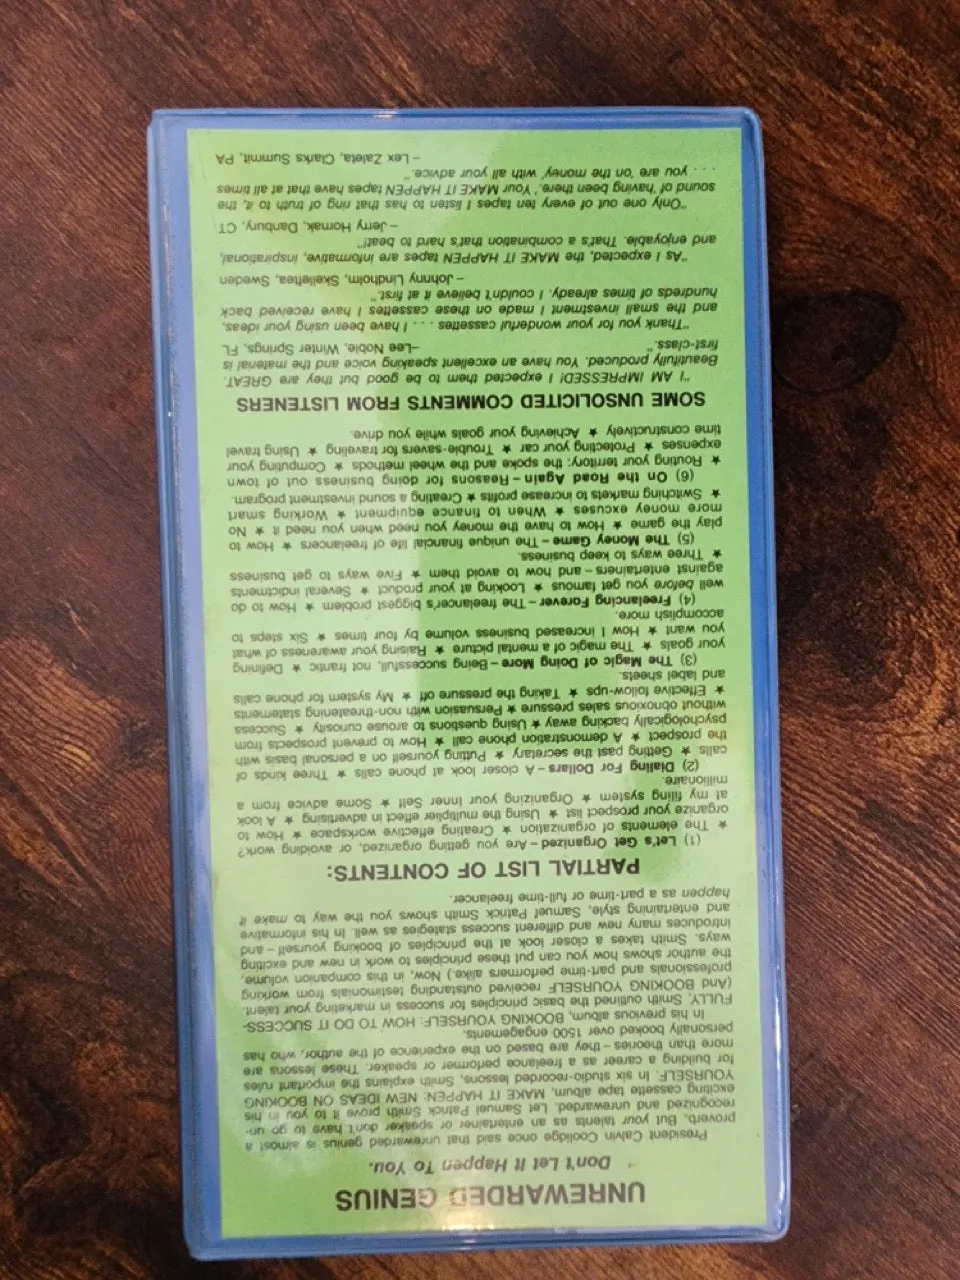 UNREWARDED GENIUS
Don't Let It Happen To You.
President Calvin Coolidge once said that unrewarded genius is almost a
proverb. But your talents as an entertainer or speaker don't have to go un-
recognized and unrewarded. Let Samuel Patrick Smith prove it to you in his
exciting cassette tape album, MAKE IT HAPPEN: NEW IDEAS ON BOOKING
YOURSELF. In six studio-recorded lessons, Smith explains the important rules
for building a career as a freelance performer or speaker. These lessons are
more than theories – they are based on the experience of the author, who has
personally booked over 1500 engagements.
In his previous album, BOOKING YOURSELF: HOW TO DO IT SUCCESS-
FULLY, Smith outlined the basic principles for success in marketing your talent.
(And BOOKING YOURSELF received outstanding testimonials from working
professionals and part-time performers alike.) Now, in this companion volume,
the author shows how you can put these principles to work in new and exciting
ways. Smith takes a closer look at the principles of booking yourself – and
introduces many new and different success stategies as well. In his informative
and entertaining style, Samuel Patrick Smith shows you the way to make it
happen as a part-time or full-time freelancer.
PARTIAL LIST OF CONTENTS:
(1) Let's Get Organized – Are you getting organized, or avoiding work?
★ The elements of organization ★ Creating effective workspace ★ How to
organize your prospect list ★ Using the multiplier effect in advertising ★ A look
at my filing system ★ Organizing your Inner Self ★ Some advice from a
millionaire.
(2) Dialing For Dollars – A closer look at phone calls ★ Three kinds of
calls ★ Getting past the secretary ★ Putting yourself on a personal basis with
the prospect ★ A demonstration phone call ★ How to prevent prospects from
psychologically backing away ★ Using questions to arouse curiosity ★ Success
without obnoxious sales pressure ★ Persuasion with non-threatening statements
★ Effective follow-ups ★ Taking the pressure off ★ My system for phone calls
and label sheets.
(3) The Magic of Doing More – Being successfull, not frantic ★ Defining
your goals ★ The magic of a mental picture ★ Raising your awareness of what
you want ★ How I increased business volume by four times ★ Six steps to
accomplish more.
(4) Freelancing Forever – The freelancer's biggest problem ★ How to do
well before you get famous ★ Looking at your product ★ Several indictments
against entertainers – and how to avoid them ★ Five ways to get business
★ Three ways to keep business.
(5) The Money Game – The unique financial life of freelancers ★ How to
play the game ★ How to have the money you need when you need it ★ No
more money excuses ★ When to finance equipment ★ Working smart
★ Switching markets to increase profits ★ Creating a sound investment program.
(6) On the Road Again – Reasons for doing business out of town
★ Routing your territory: the spoke and the wheel methods ★ Computing your
expenses ★ Protecting your car ★ Trouble-savers for traveling ★ Using travel
time constructively ★ Achieving your goals while you drive.
SOME UNSOLICITED COMMENTS FROM LISTENERS
"I AM IMPRESSED! I expected them to be good but they are GREAT.
Beautifully produced. You have an excellent speaking voice and the material is
first-class." –Lee Noble, Winter Springs, FL
"Thank you for your wonderful cassettes . . . I have been using your ideas,
and the small investment I made on these cassettes I have received back
hundreds of times already. I couldn't believe it at first."
– Johnny Lindholm, Skelleftea, Sweden
"As I expected, the MAKE IT HAPPEN tapes are informative, inspirational,
and enjoyable. That's a combination that's hard to beat!"
– Jerry Hornak, Danbury, CT
"Only one out of every ten tapes I listen to has that ring of truth to it, the
sound of 'having been there.' Your MAKE IT HAPPEN tapes have that at all times
. . . you are 'on the money' with all your advice."
– Lex Zaleta, Clarks Summit, PA